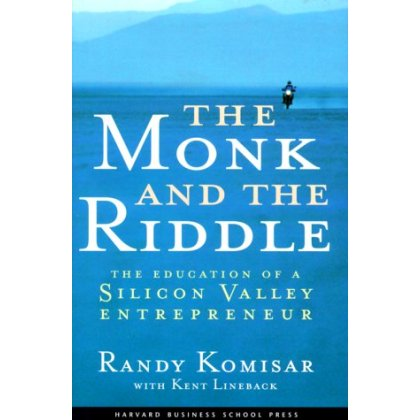 THE
MONK
AND THE
RIDDLE
THE EDUCATION OF A
SILICON VALLEY
ENTREPRENEUR
RANDY KOMISAR
WITH KENT LINEBACK
HARVARD BUSINESS SCHOOL PRESS